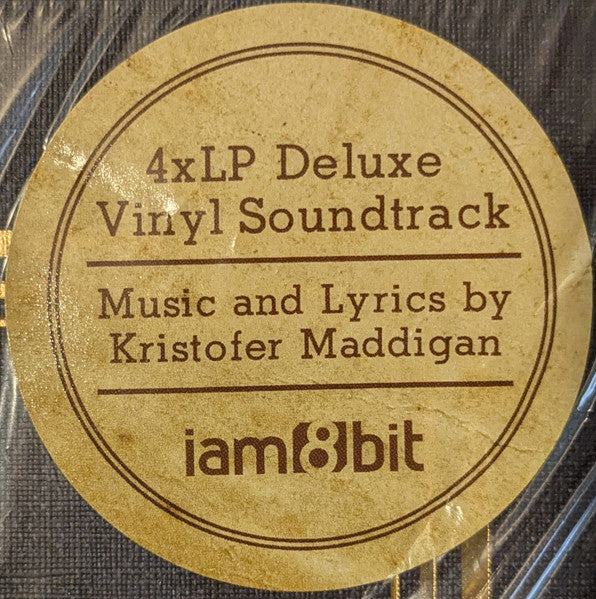 4xLP Deluxe
Vinyl Soundtrack
Music and Lyrics by
Kristofer Maddigan
iam8bit